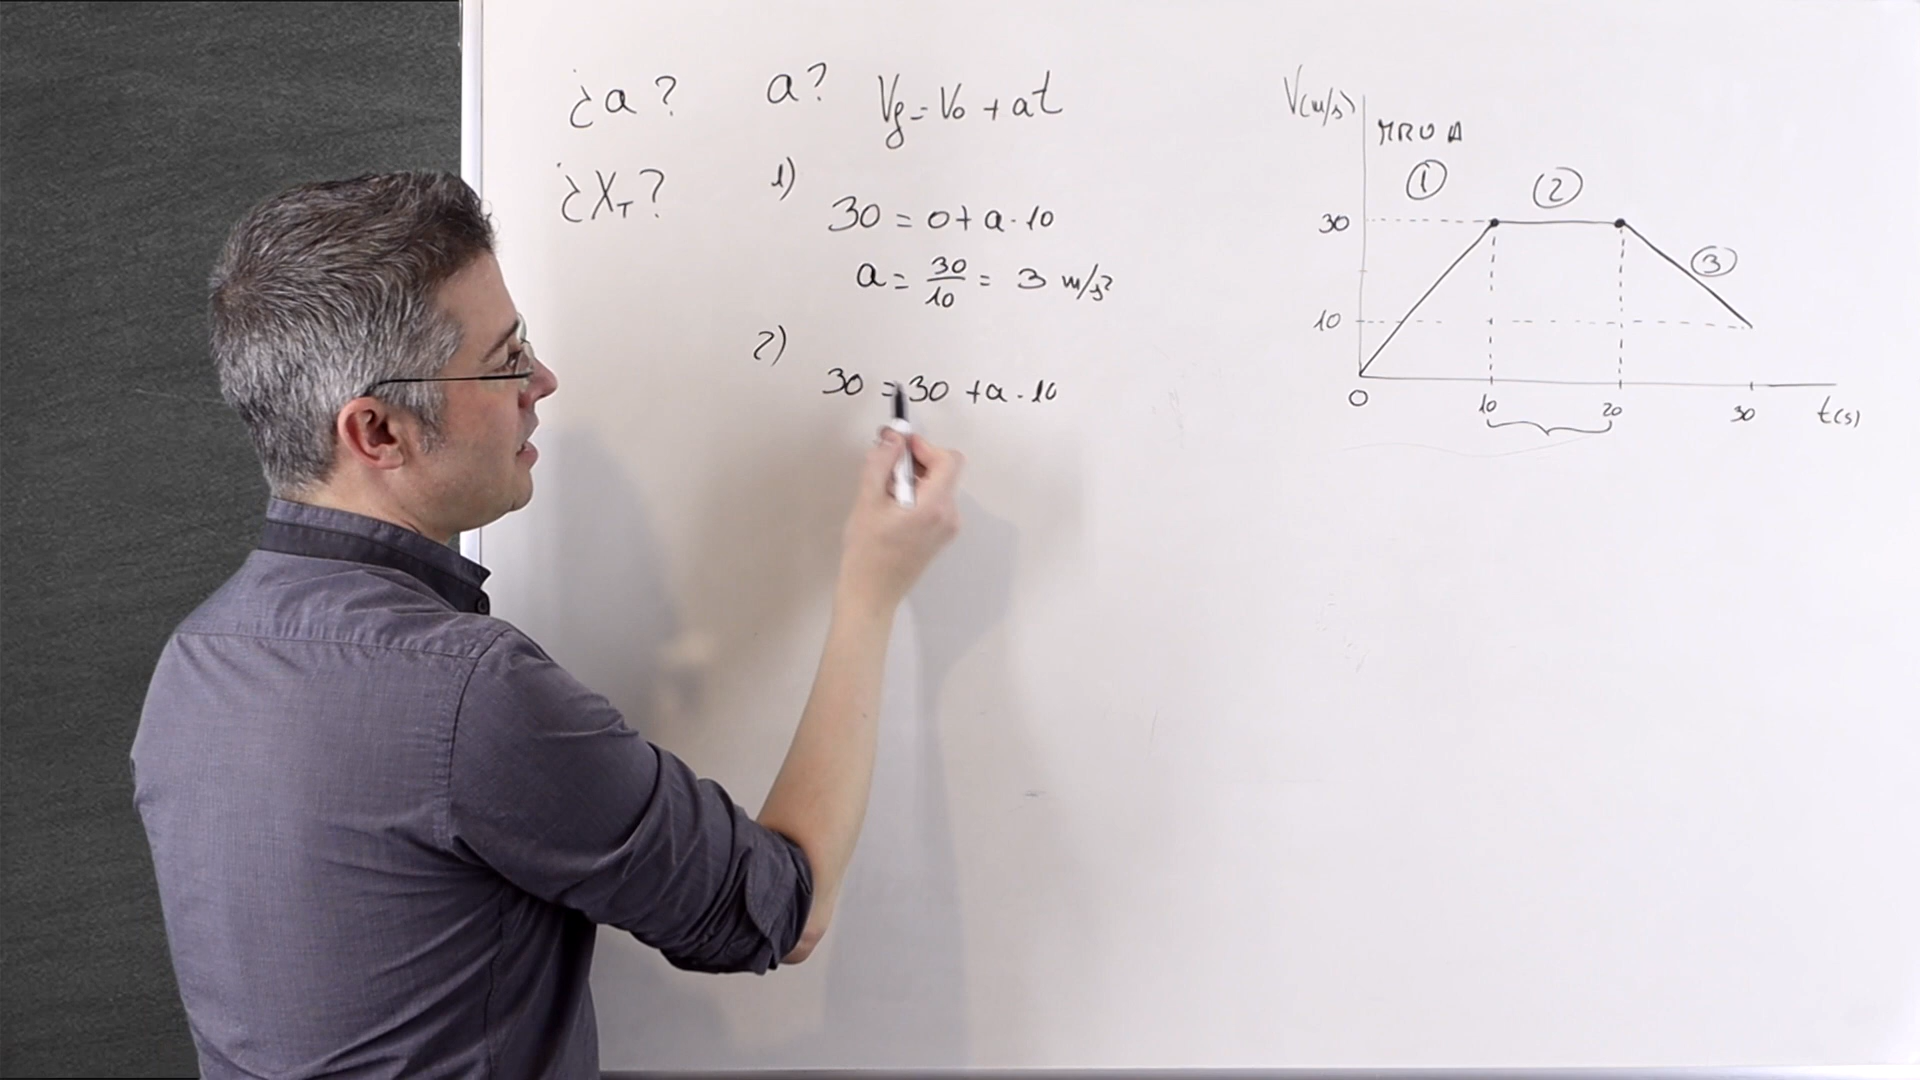 ¿a?
¿X_T?
a? Vf = V₀ + at
1)
30 = 0 + a · 10
a = 30/10 = 3 m/s²
2)
30 = 30 + a · 10
V(m/s)
MRUA
① ②
30
③
10
0 10 20 30 t(s)